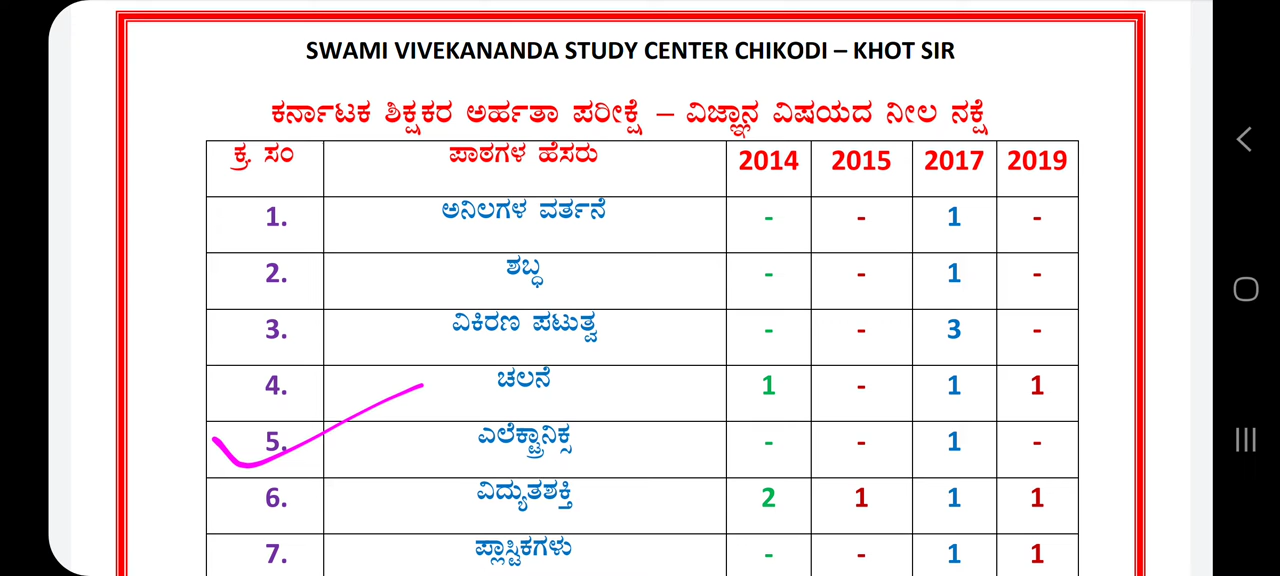 SWAMI VIVEKANANDA STUDY CENTER CHIKODI – KHOT SIR
ಕರ್ನಾಟಕ ಶಿಕ್ಷಕರ ಅರ್ಹತಾ ಪರೀಕ್ಷೆ – ವಿಜ್ಞಾನ ವಿಷಯದ ನೀಲ ನಕ್ಷೆ
ಕ್ರ. ಸಂ ಪಾಠಗಳ ಹೆಸರು 2014 2015 2017 2019
1. ಅನಿಲಗಳ ವರ್ತನೆ - - 1 -
2. ಶಬ್ಧ - - 1 -
3. ವಿಕಿರಣ ಪಟುತ್ವ - - 3 -
4. ಚಲನೆ 1 - 1 1
5. ಎಲೆಕ್ಟ್ರಾನಿಕ್ಸ - - 1 -
6. ವಿದ್ಯುತಶಕ್ತಿ 2 1 1 1
7. ಪ್ಲಾಸ್ಟಿಕಗಳು - - 1 1